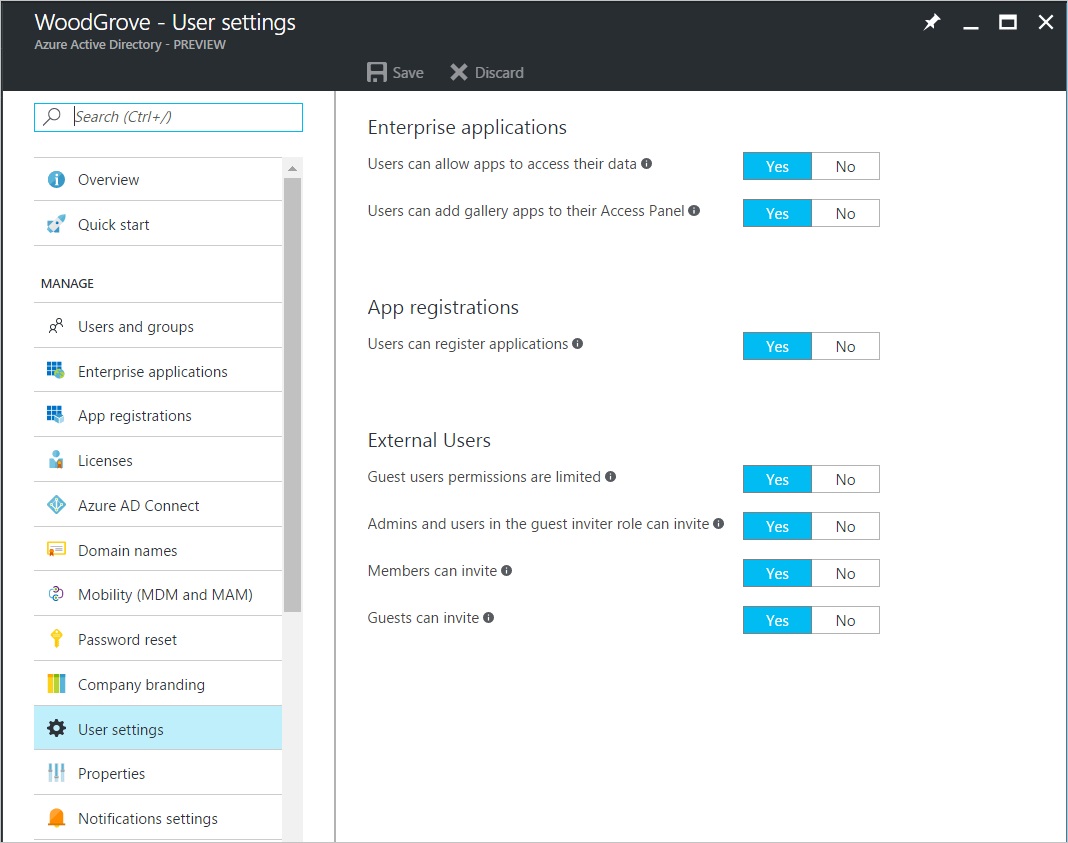 WoodGrove - User settings
Azure Active Directory - PREVIEW
Save
Discard
Search (Ctrl+/)
Overview
Quick start
MANAGE
Users and groups
Enterprise applications
App registrations
Licenses
Azure AD Connect
Domain names
Mobility (MDM and MAM)
Password reset
Company branding
User settings
Properties
Notifications settings
Enterprise applications
Users can allow apps to access their data Yes No
Users can add gallery apps to their Access Panel Yes No
App registrations
Users can register applications Yes No
External Users
Guest users permissions are limited Yes No
Admins and users in the guest inviter role can invite Yes No
Members can invite Yes No
Guests can invite Yes No